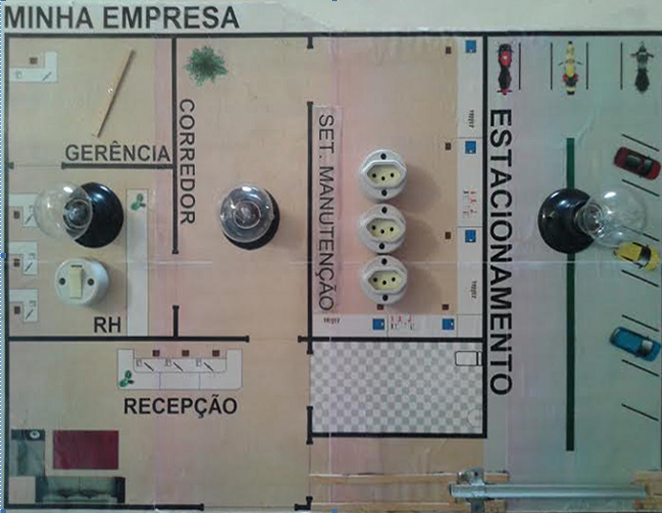 MINHA EMPRESA
GERÊNCIA
CORREDOR
SET. MANUTENÇÃO
ESTACIONAMENTO
RH
RECEPÇÃO